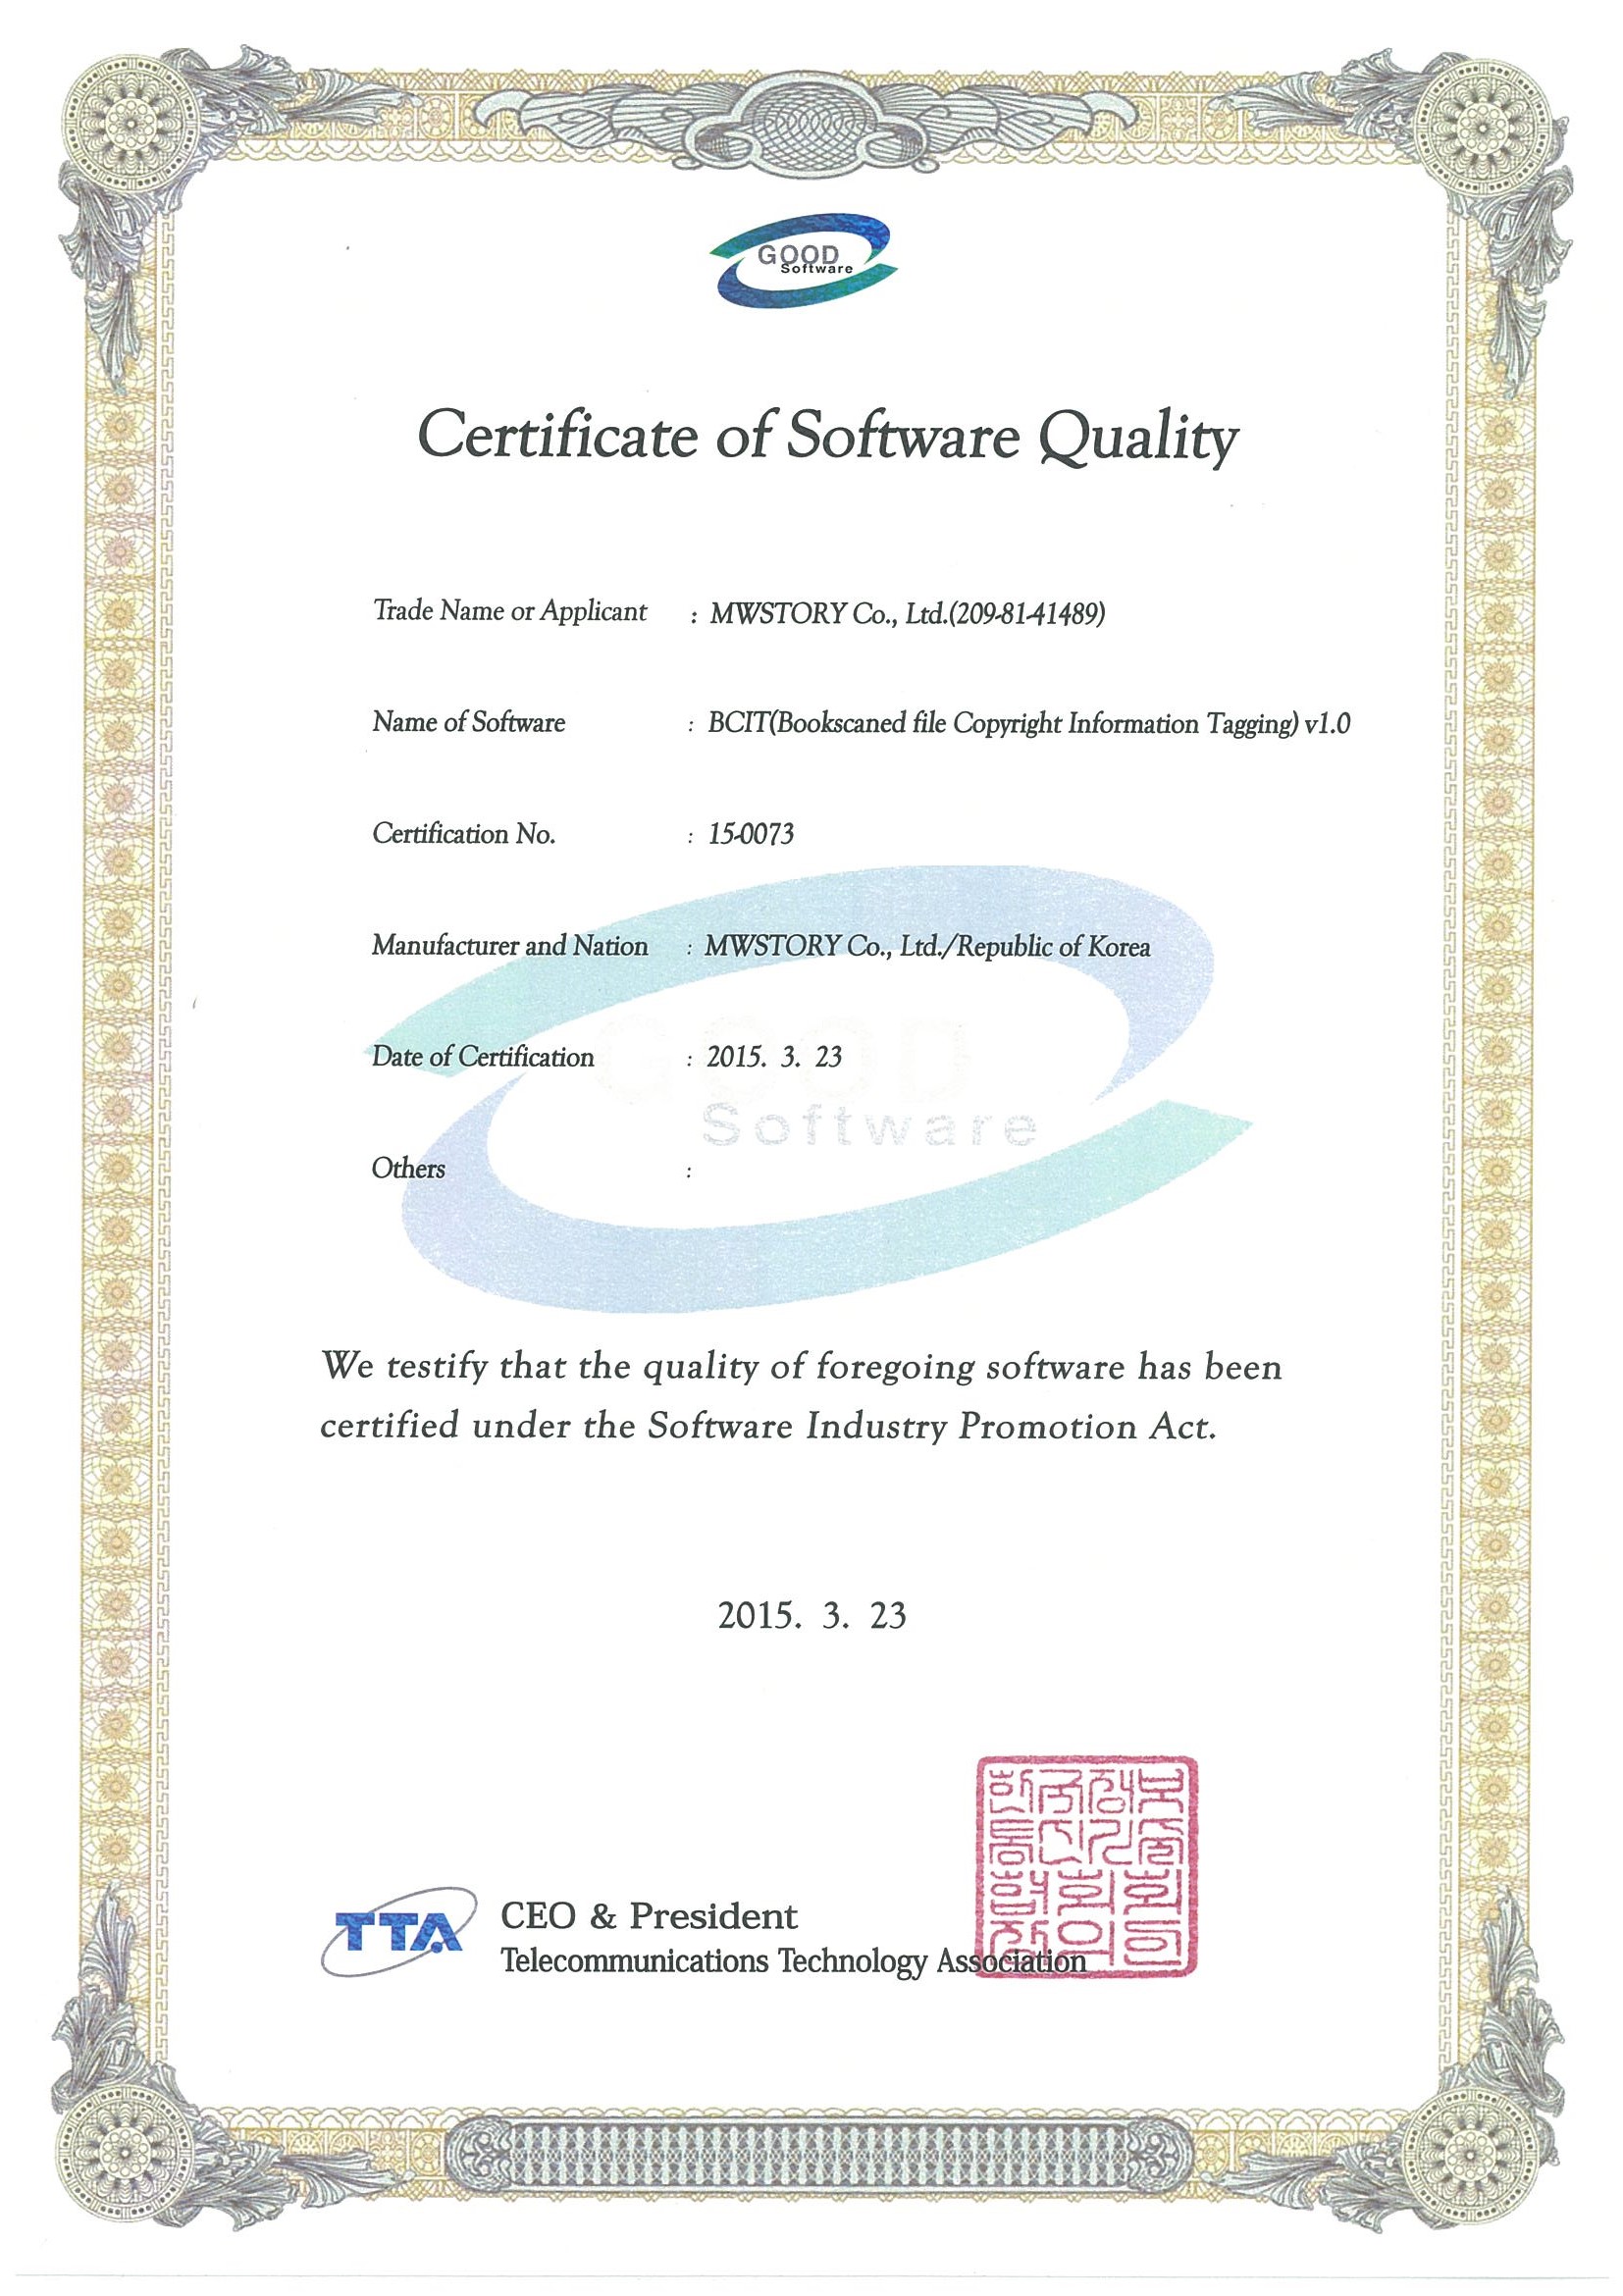 GOOD
Software
Certificate of Software Quality
Trade Name or Applicant : MWSTORY Co., Ltd.(209-81-41489)
Name of Software : BCIT(Bookscaned file Copyright Information Tagging) v1.0
Certification No. : 15-0073
Manufacturer and Nation : MWSTORY Co., Ltd./Republic of Korea
Date of Certification : 2015. 3. 23
GOOD
Software
Others :
We testify that the quality of foregoing software has been
certified under the Software Industry Promotion Act.
2015. 3. 23
TTA
CEO & President
Telecommunications Technology Association